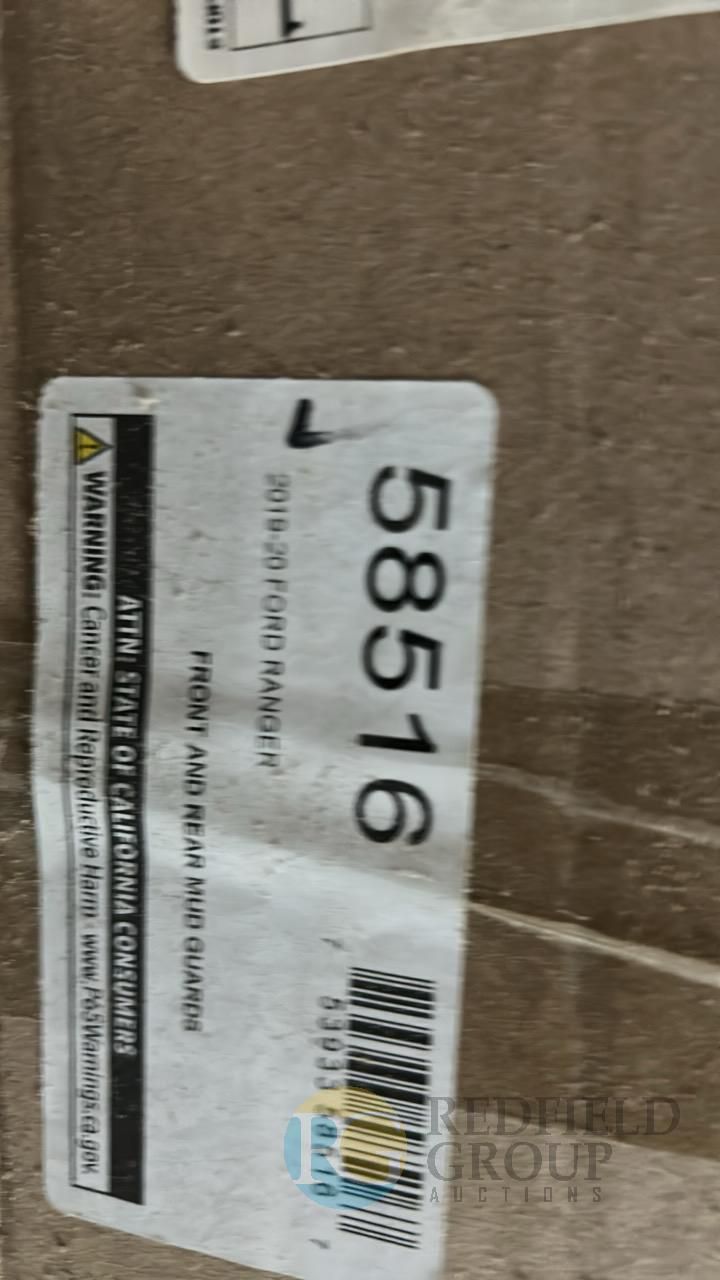 58516
2019-20 FORD RANGER
FRONT AND REAR MUD GUARDS
ATTN: STATE OF CALIFORNIA CONSUMERS
WARNING: Cancer and Reproductive Harm - www.P65Warnings.ca.gov
REDFIELD
GROUP
AUCTIONS